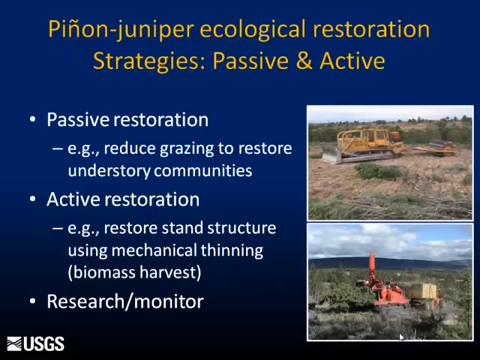 Piñon-juniper ecological restoration
Strategies: Passive & Active
• Passive restoration
– e.g., reduce grazing to restore
understory communities
• Active restoration
– e.g., restore stand structure
using mechanical thinning
(biomass harvest)
• Research/monitor
USGS